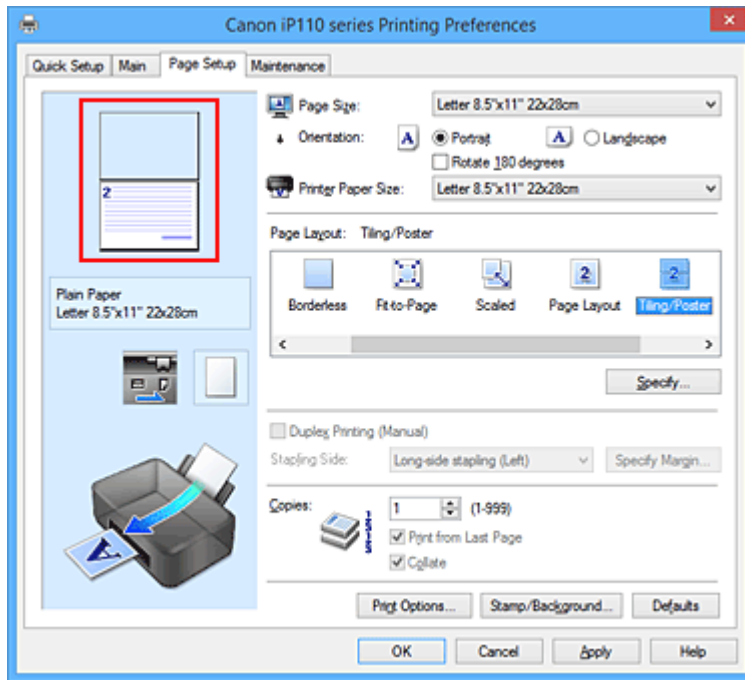 Canon iP110 series Printing Preferences
Quick Setup Main Page Setup Maintenance
2
Plain Paper
Letter 8.5"x11" 22x28cm
Page Size: Letter 8.5"x11" 22x28cm
Orientation: A Portrait A Landscape
Rotate 180 degrees
Printer Paper Size: Letter 8.5"x11" 22x28cm
Page Layout: Tiling/Poster
2 2
Borderless Fit-to-Page Scaled Page Layout Tiling/Poster
Specify...
Duplex Printing (Manual)
Stapling Side: Long-side stapling (Left) Specify Margin...
Copies: 1 (1-999)
Print from Last Page
Collate
A
Print Options... Stamp/Background... Defaults
OK Cancel Apply Help